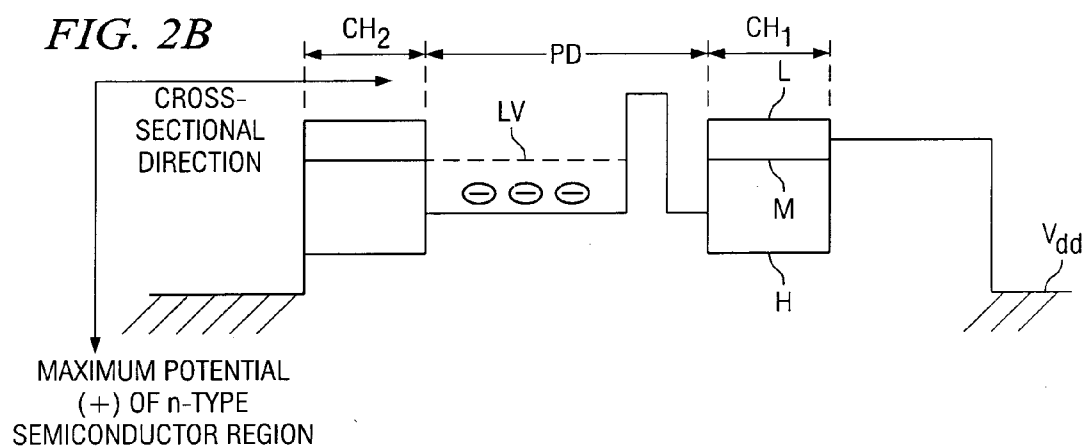 FIG. 2B
CH2
PD
CH1
CROSS-
SECTIONAL
DIRECTION
LV
L
M
H
Vdd
MAXIMUM POTENTIAL
(+) OF n-TYPE
SEMICONDUCTOR REGION